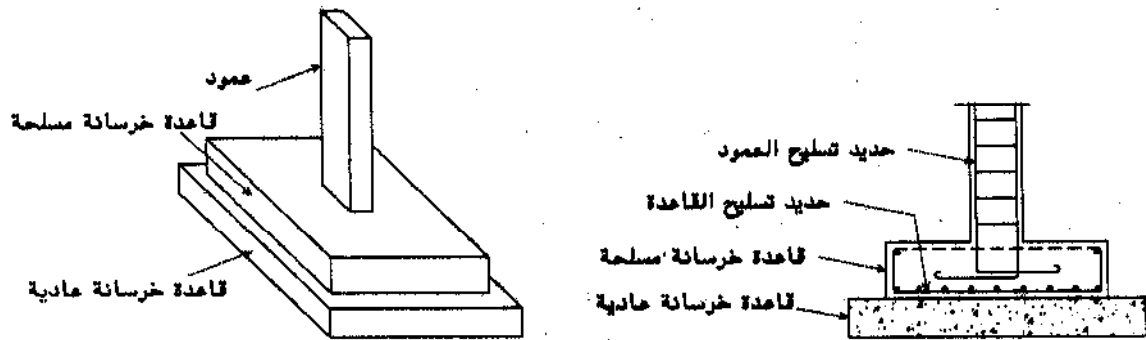 عمود
قاعدة خرسانة مسلحة
قاعدة خرسانة عادية
حديد تسليح العمود
حديد تسليح القاعدة
قاعدة خرسانة مسلحة
قاعدة خرسانة عادية